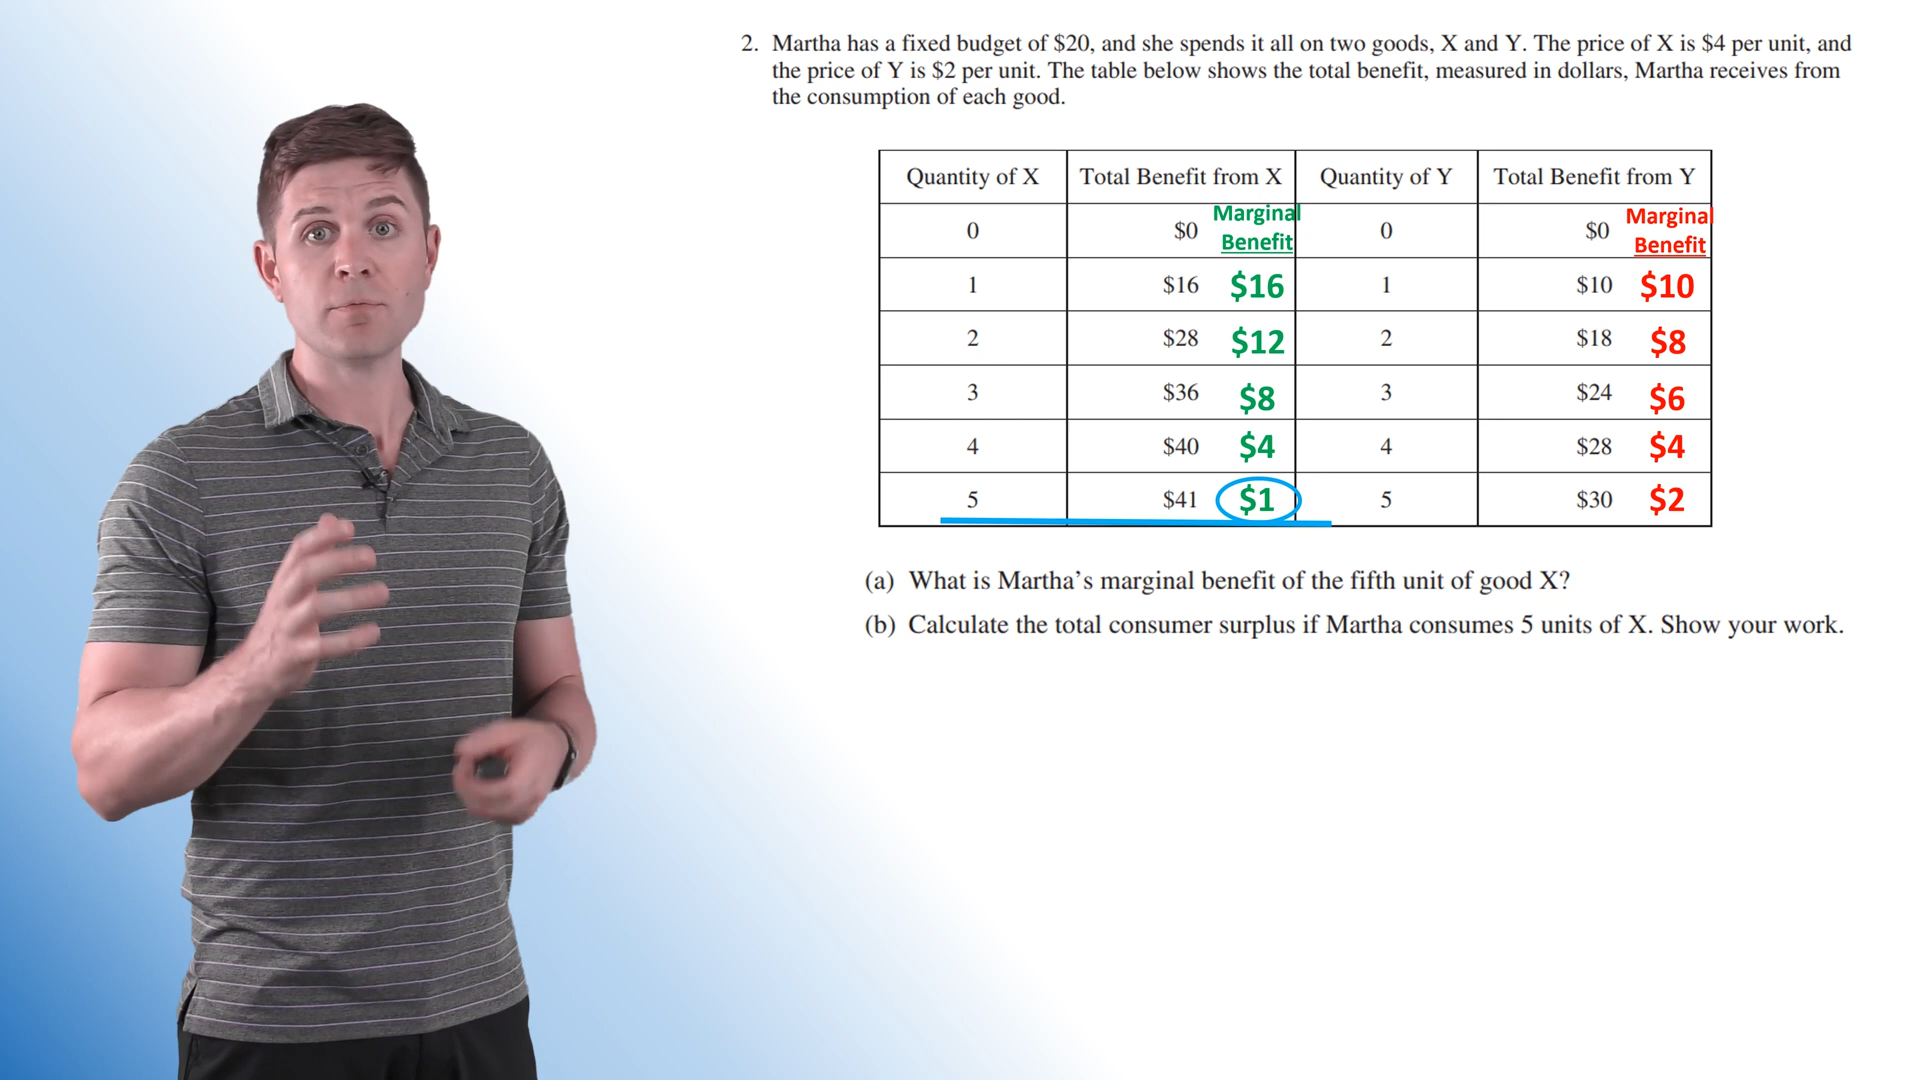 2. Martha has a fixed budget of $20, and she spends it all on two goods, X and Y. The price of X is $4 per unit, and
the price of Y is $2 per unit. The table below shows the total benefit, measured in dollars, Martha receives from
the consumption of each good.
Quantity of X Total Benefit from X Quantity of Y Total Benefit from Y
0 $0 Marginal Benefit 0 $0 Marginal Benefit
1 $16 $16 1 $10 $10
2 $28 $12 2 $18 $8
3 $36 $8 3 $24 $6
4 $40 $4 4 $28 $4
5 $41 $1 5 $30 $2
(a) What is Martha’s marginal benefit of the fifth unit of good X?
(b) Calculate the total consumer surplus if Martha consumes 5 units of X. Show your work.